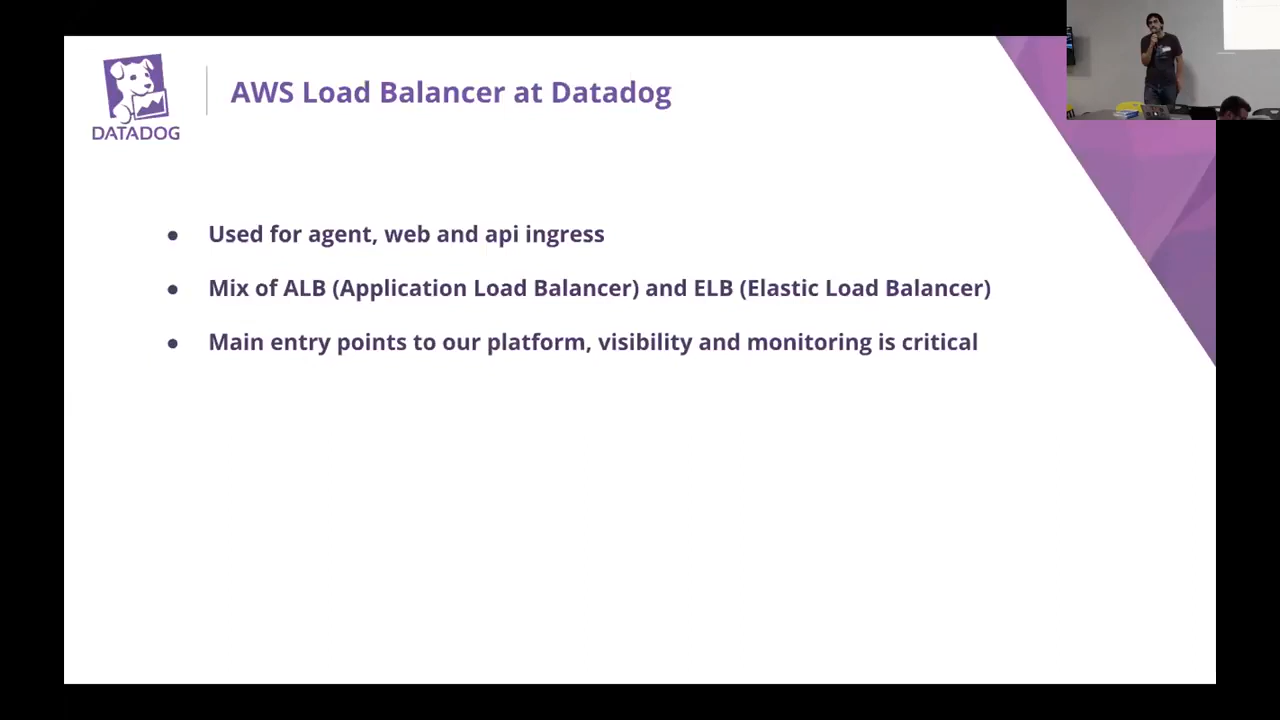 DATADOG
AWS Load Balancer at Datadog
● Used for agent, web and api ingress
● Mix of ALB (Application Load Balancer) and ELB (Elastic Load Balancer)
● Main entry points to our platform, visibility and monitoring is critical